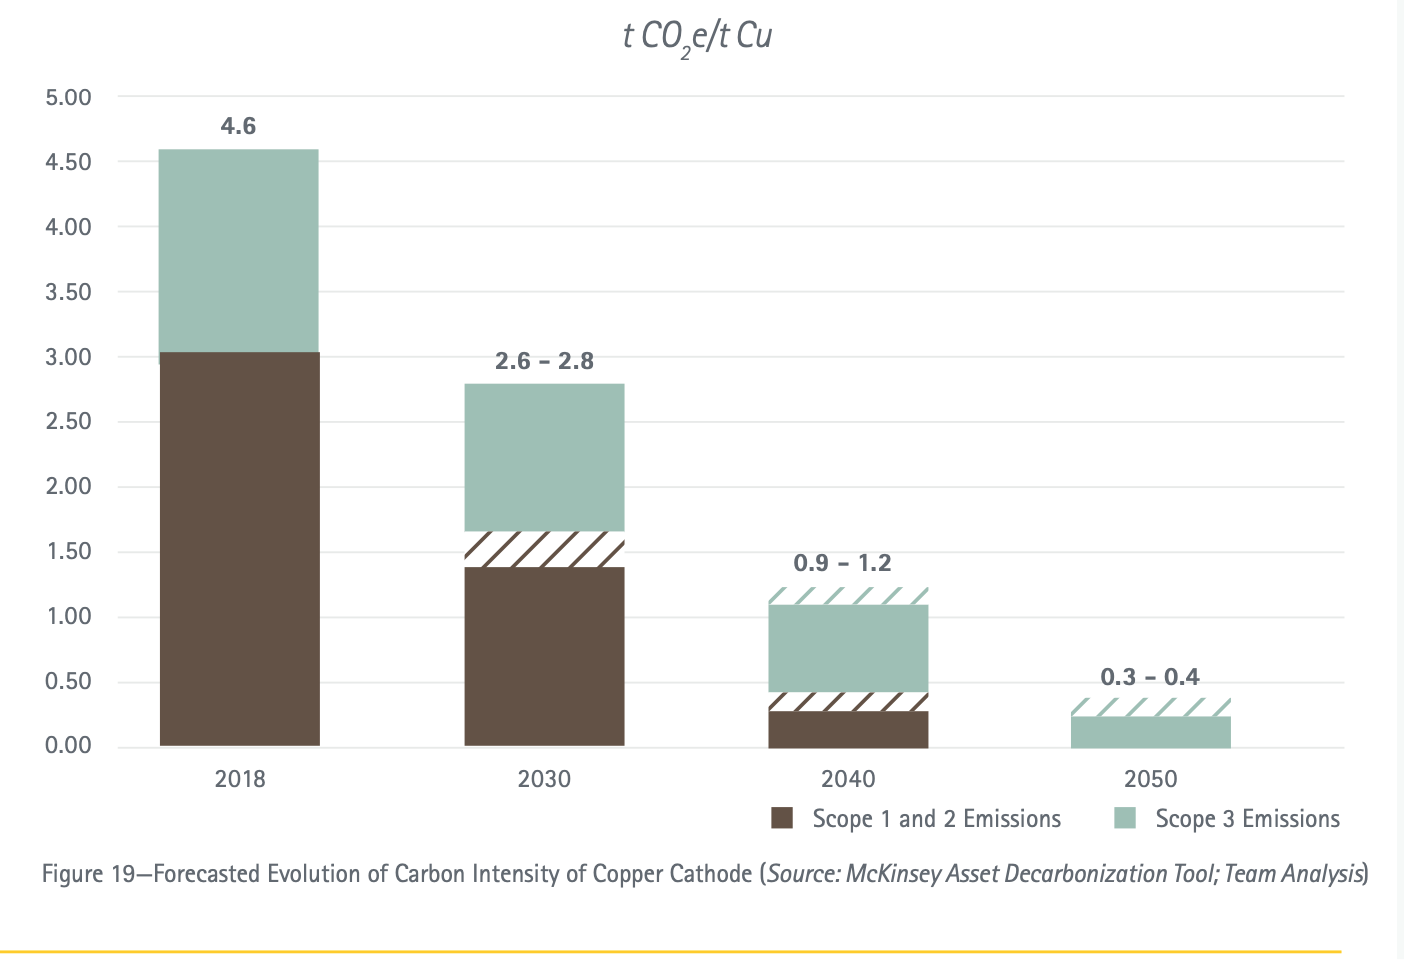 t CO₂e/t Cu
5.00
4.50
4.00
3.50
3.00
2.50
2.00
1.50
1.00
0.50
0.00
4.6
2.6 – 2.8
0.9 – 1.2
0.3 – 0.4
2018 2030 2040 2050
Scope 1 and 2 Emissions Scope 3 Emissions
Figure 19—Forecasted Evolution of Carbon Intensity of Copper Cathode (Source: McKinsey Asset Decarbonization Tool; Team Analysis)